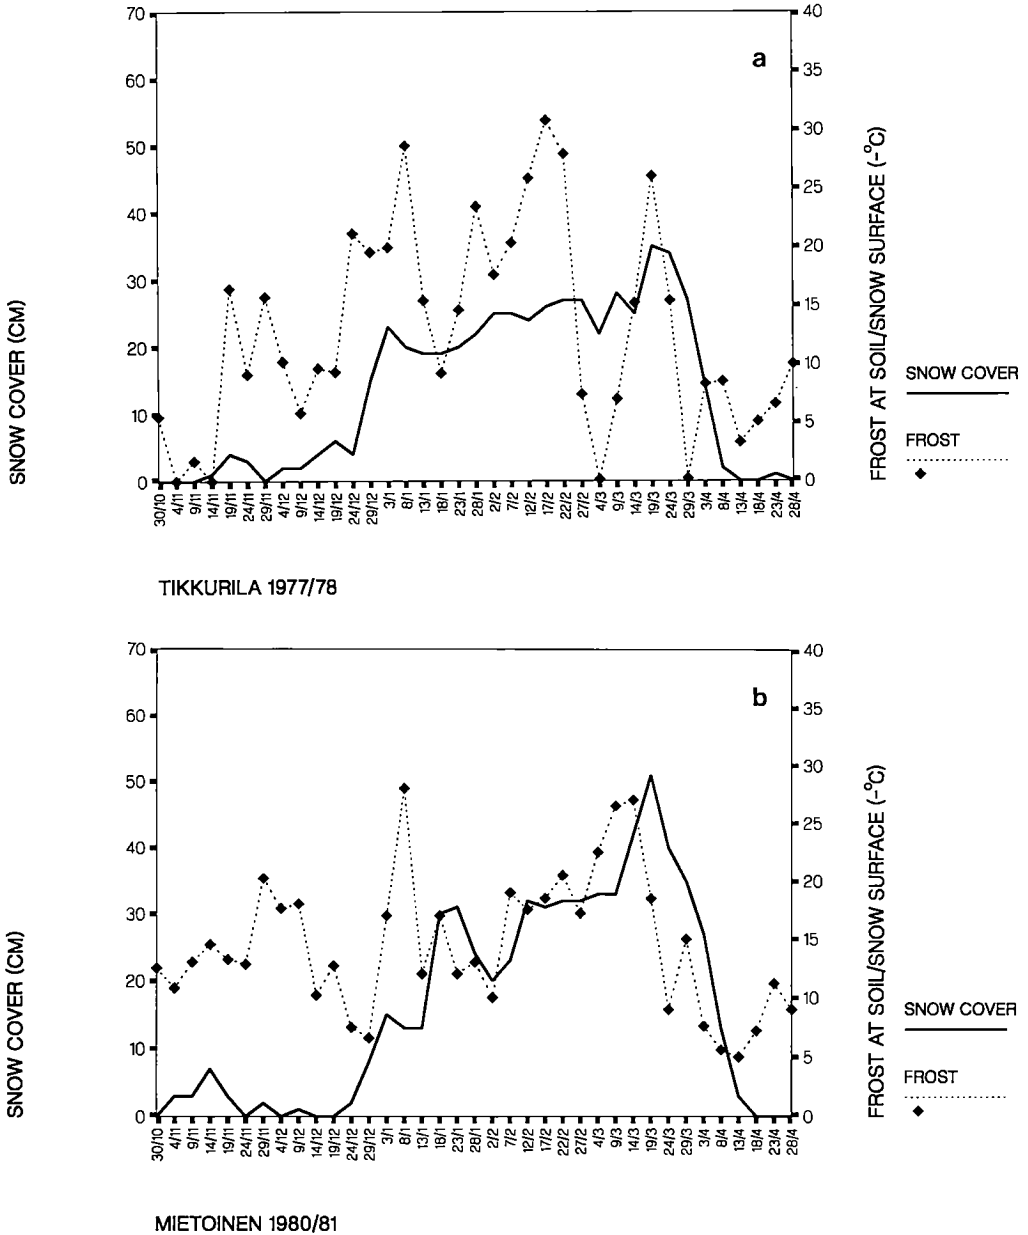 a
SNOW COVER (CM)
70
60
50
40
30
20
10
0
40
35
30
25
20
15
10
5
0
FROST AT SOIL/SNOW SURFACE (-°C)
SNOW COVER
FROST
30/10 4/11 9/11 14/11 19/11 24/11 29/11 4/12 9/12 14/12 19/12 24/12 29/12 3/1 8/1 13/1 18/1 23/1 28/1 2/2 7/2 12/2 17/2 22/2 27/2 4/3 9/3 14/3 19/3 24/3 29/3 3/4 8/4 13/4 18/4 23/4 28/4
TIKKURILA 1977/78
b
SNOW COVER (CM)
70
60
50
40
30
20
10
0
40
35
30
25
20
15
10
5
0
FROST AT SOIL/SNOW SURFACE (-°C)
SNOW COVER
FROST
30/10 4/11 9/11 14/11 19/11 24/11 29/11 4/12 9/12 14/12 19/12 24/12 29/12 3/1 8/1 13/1 18/1 23/1 28/1 2/2 7/2 12/2 17/2 22/2 27/2 4/3 9/3 14/3 19/3 24/3 29/3 3/4 8/4 13/4 18/4 23/4 28/4
MIETOINEN 1980/81